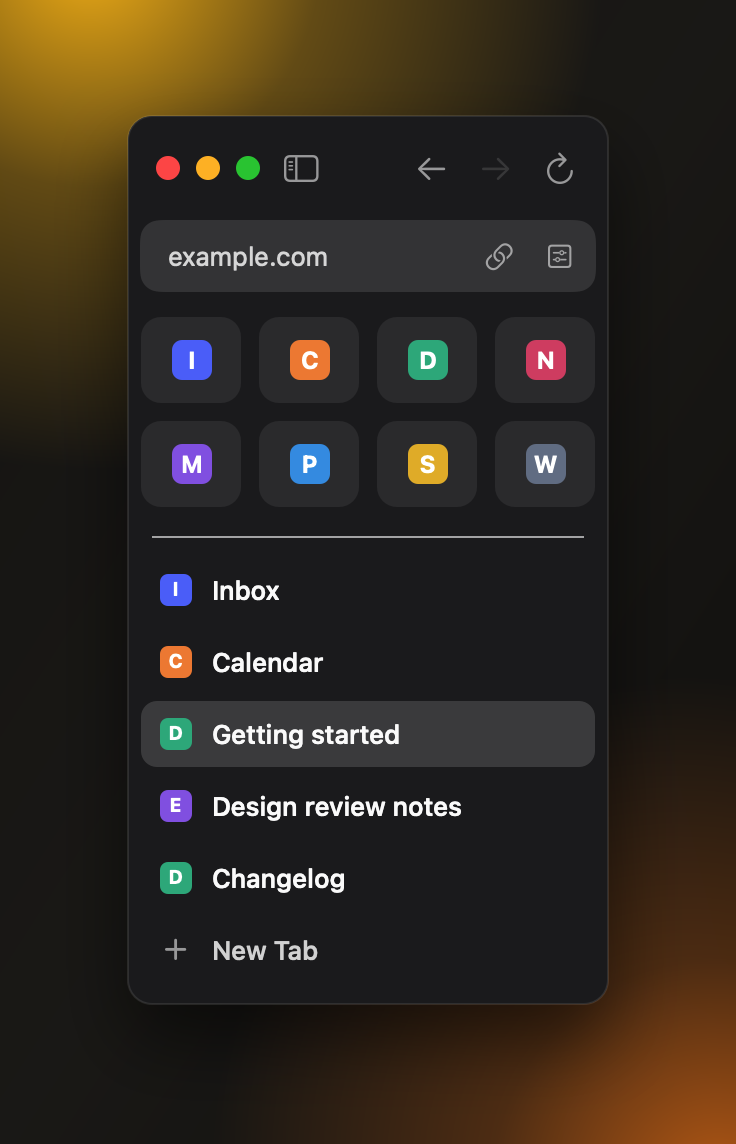 example.com
I C D N
M P S W
I Inbox
C Calendar
D Getting started
E Design review notes
D Changelog
New Tab